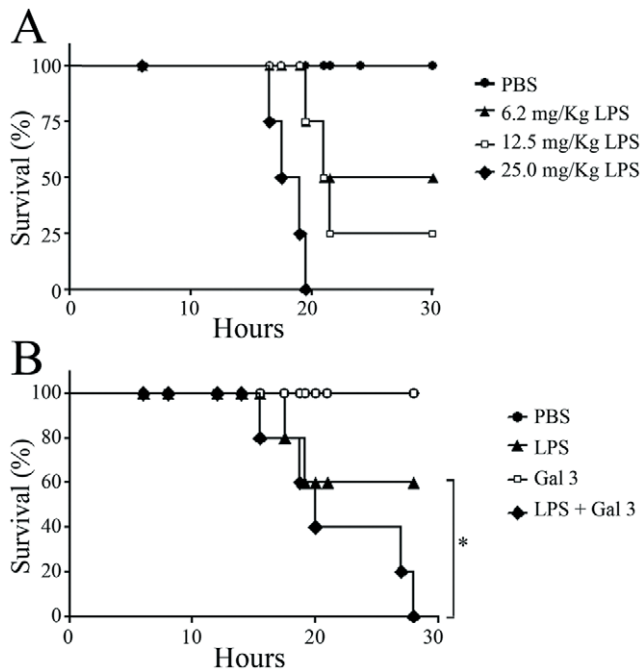 A
Survival (%)
100
75
50
25
0
0 10 20 30
Hours
PBS
6.2 mg/Kg LPS
12.5 mg/Kg LPS
25.0 mg/Kg LPS
B
Survival (%)
100
80
60
40
20
0
0 10 20 30
Hours
*
PBS
LPS
Gal 3
LPS + Gal 3